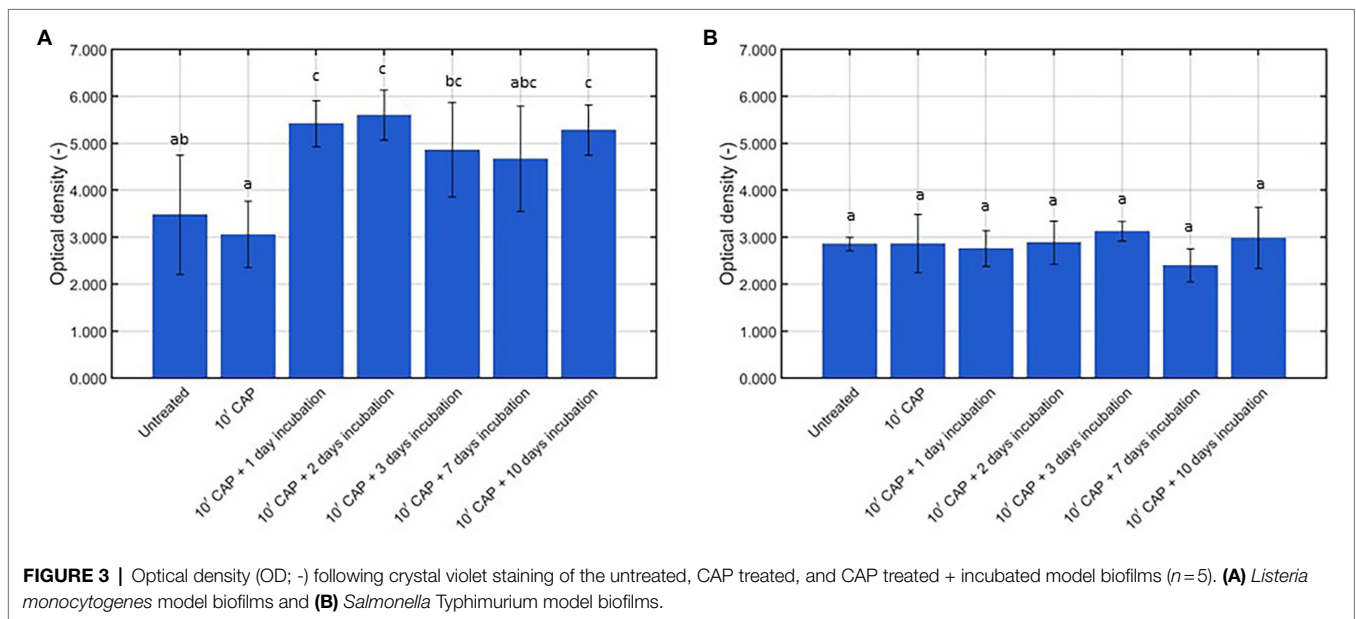 A
7.000
6.000
5.000
4.000
3.000
2.000
1.000
0.000
Optical density (-)
ab
a
c
c
bc
abc
c
Untreated
10′ CAP
10′ CAP + 1 day incubation
10′ CAP + 2 days incubation
10′ CAP + 3 days incubation
10′ CAP + 7 days incubation
10′ CAP + 10 days incubation
B
7.000
6.000
5.000
4.000
3.000
2.000
1.000
0.000
Optical density (-)
a
a
a
a
a
a
a
Untreated
10′ CAP
10′ CAP + 1 day incubation
10′ CAP + 2 days incubation
10′ CAP + 3 days incubation
10′ CAP + 7 days incubation
10′ CAP + 10 days incubation
FIGURE 3 | Optical density (OD; -) following crystal violet staining of the untreated, CAP treated, and CAP treated + incubated model biofilms (n = 5). (A) Listeria
monocytogenes model biofilms and (B) Salmonella Typhimurium model biofilms.